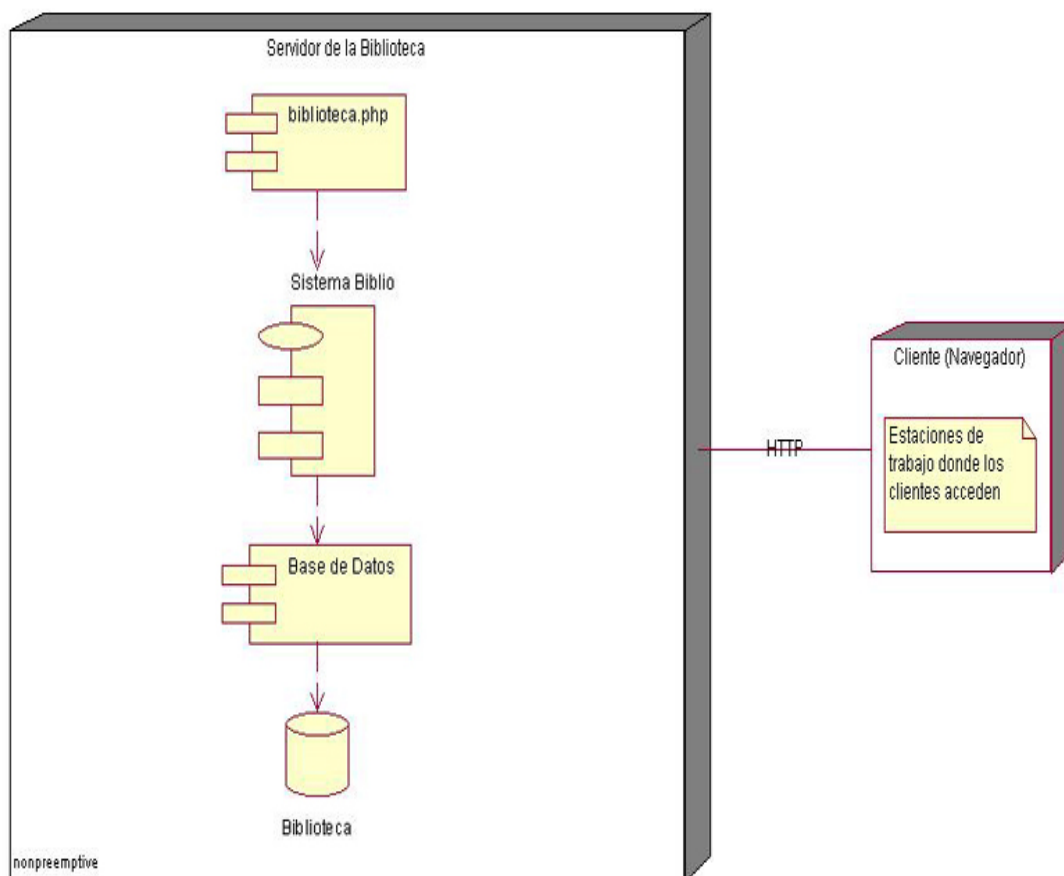 Servidor de la Biblioteca
biblioteca.php
Sistema Biblio
Base de Datos
Biblioteca
nonpreemptive
HTTP
Cliente (Navegador)
Estaciones de
trabajo donde los
clientes acceden